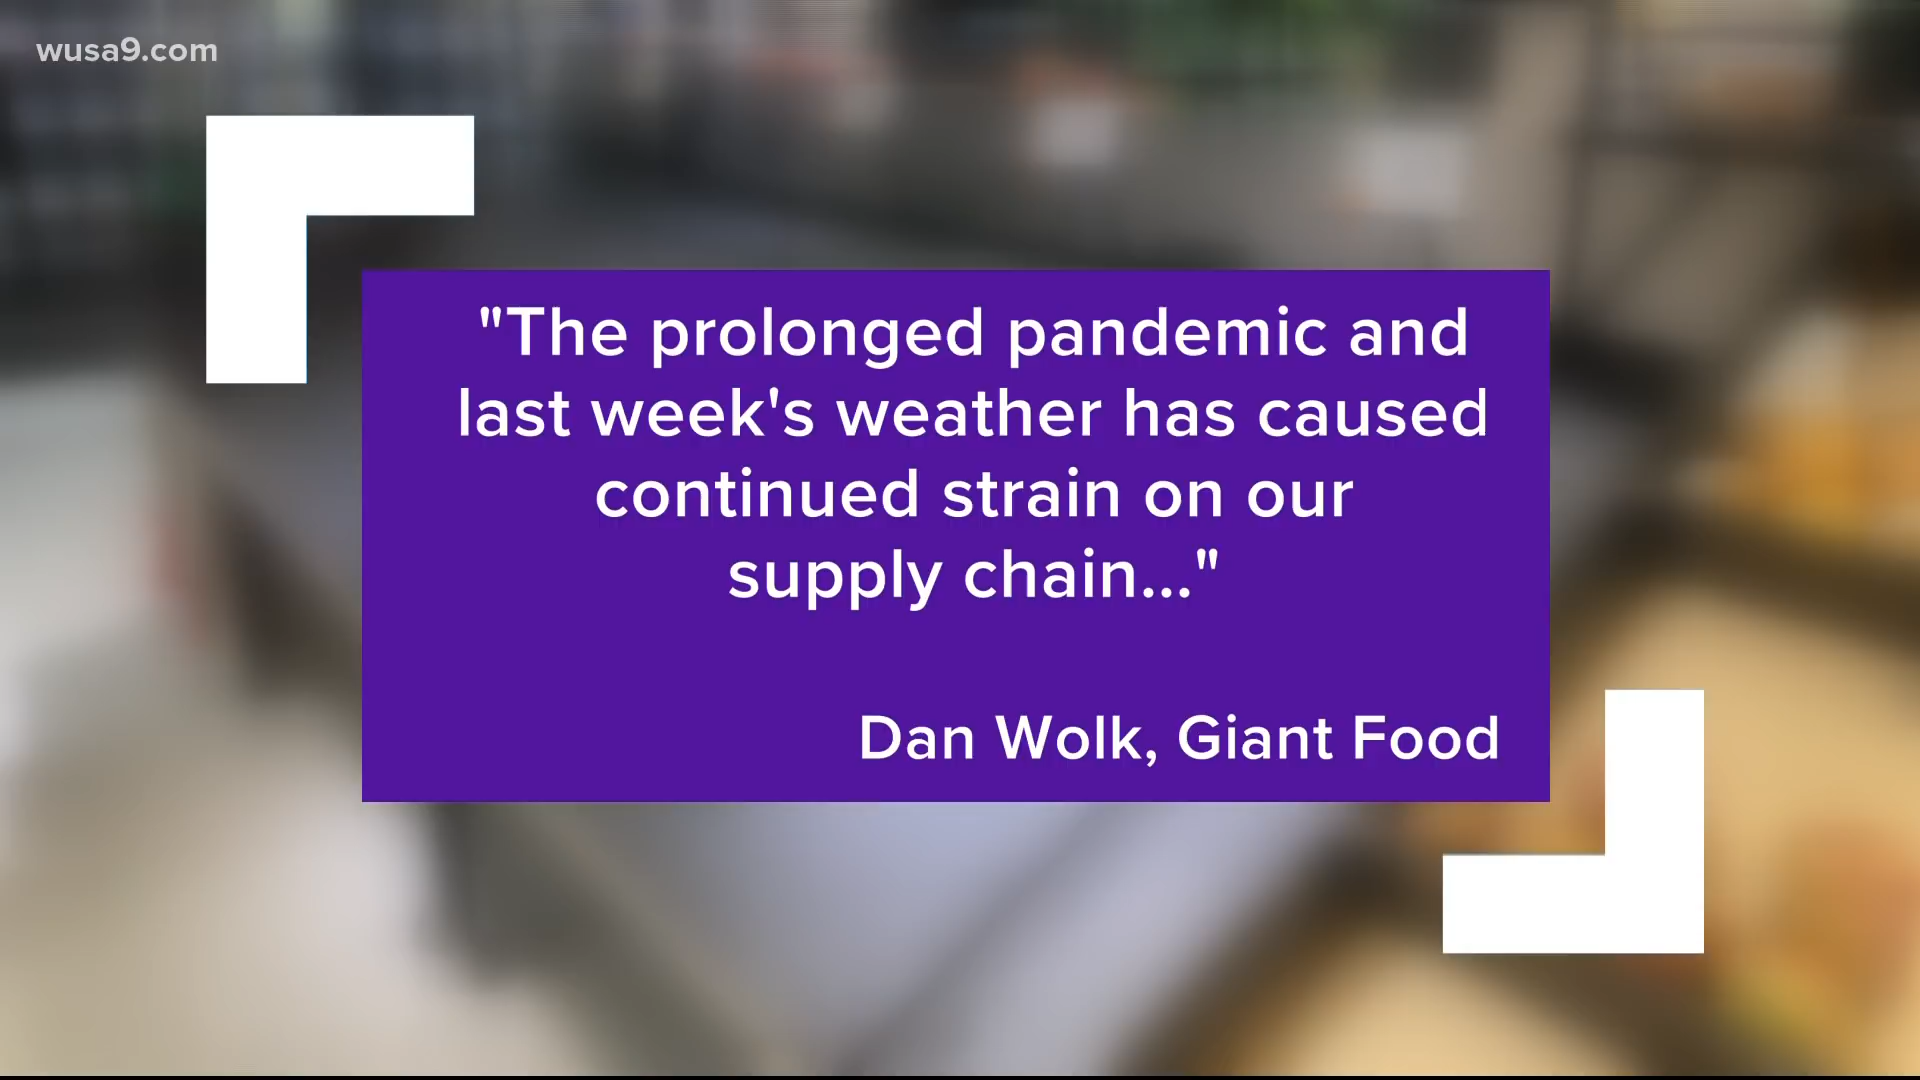 wusa9.com
"The prolonged pandemic and
last week's weather has caused
continued strain on our
supply chain..."
Dan Wolk, Giant Food